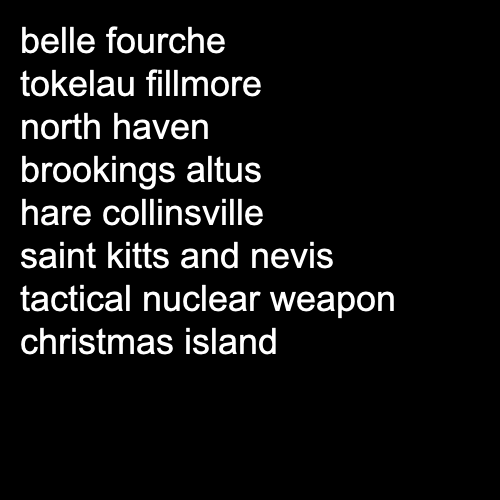 belle fourche
tokelau fillmore
north haven
brookings altus
hare collinsville
saint kitts and nevis
tactical nuclear weapon
christmas island